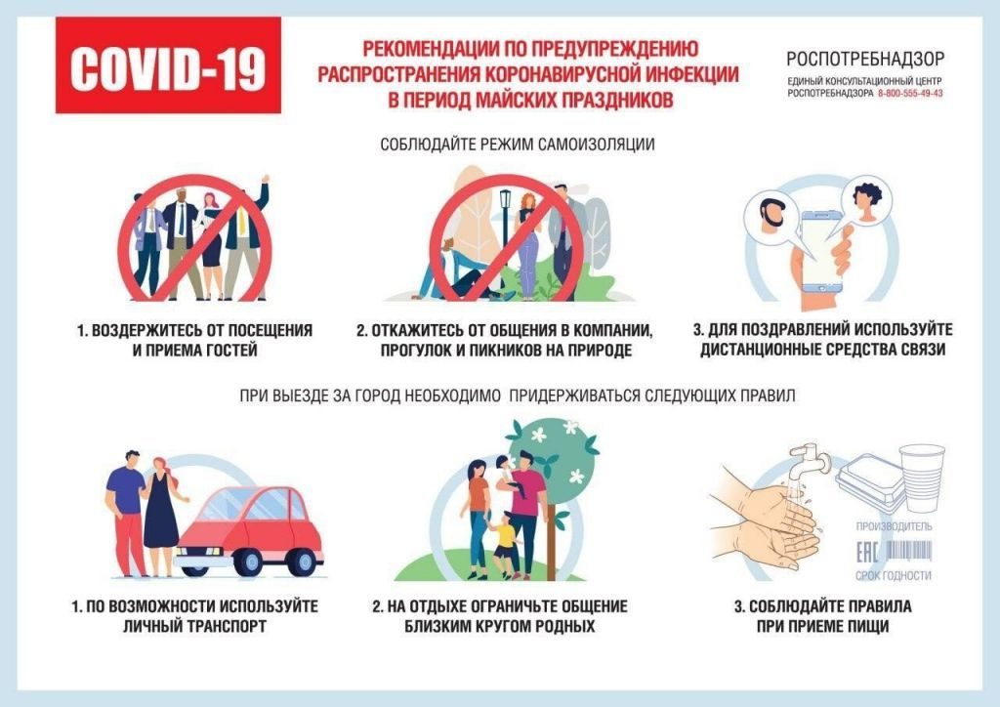 COVID-19
РЕКОМЕНДАЦИИ ПО ПРЕДУПРЕЖДЕНИЮ
РАСПРОСТРАНЕНИЯ КОРОНАВИРУСНОЙ ИНФЕКЦИИ
В ПЕРИОД МАЙСКИХ ПРАЗДНИКОВ
РОСПОТРЕБНАДЗОР
ЕДИНЫЙ КОНСУЛЬТАЦИОННЫЙ ЦЕНТР
РОСПОТРЕБНАДЗОРА 8-800-555-49-43
СОБЛЮДАЙТЕ РЕЖИМ САМОИЗОЛЯЦИИ
1. ВОЗДЕРЖИТЕСЬ ОТ ПОСЕЩЕНИЯ
И ПРИЕМА ГОСТЕЙ
2. ОТКАЖИТЕСЬ ОТ ОБЩЕНИЯ В КОМПАНИИ,
ПРОГУЛОК И ПИКНИКОВ НА ПРИРОДЕ
3. ДЛЯ ПОЗДРАВЛЕНИЙ ИСПОЛЬЗУЙТЕ
ДИСТАНЦИОННЫЕ СРЕДСТВА СВЯЗИ
ПРИ ВЫЕЗДЕ ЗА ГОРОД НЕОБХОДИМО ПРИДЕРЖИВАТЬСЯ СЛЕДУЮЩИХ ПРАВИЛ
ПРОИЗВОДИТЕЛЬ
ЕАС
СРОК ГОДНОСТИ
1. ПО ВОЗМОЖНОСТИ ИСПОЛЬЗУЙТЕ
ЛИЧНЫЙ ТРАНСПОРТ
2. НА ОТДЫХЕ ОГРАНИЧЬТЕ ОБЩЕНИЕ
БЛИЗКИМ КРУГОМ РОДНЫХ
3. СОБЛЮДАЙТЕ ПРАВИЛА
ПРИ ПРИЕМЕ ПИЩИ